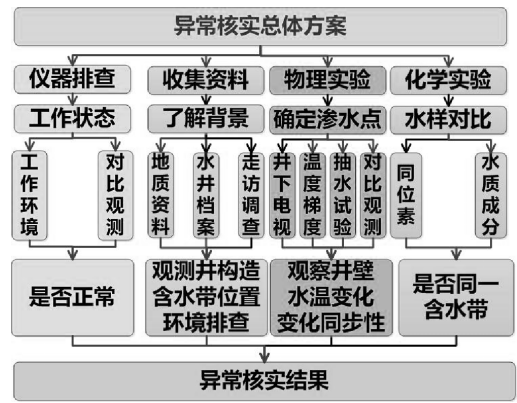 异常核实总体方案
仪器排查
收集资料
物理实验
化学实验
工作状态
了解背景
确定渗水点
水样对比
工作环境
对比观测
地质资料
水井档案
走访调查
井下电视
温度梯度
抽水试验
对比观测
同位素
水质成分
是否正常
观测井构造
含水带位置
环境排查
观察井壁
水温变化
变化同步性
是否同一
含水带
异常核实结果